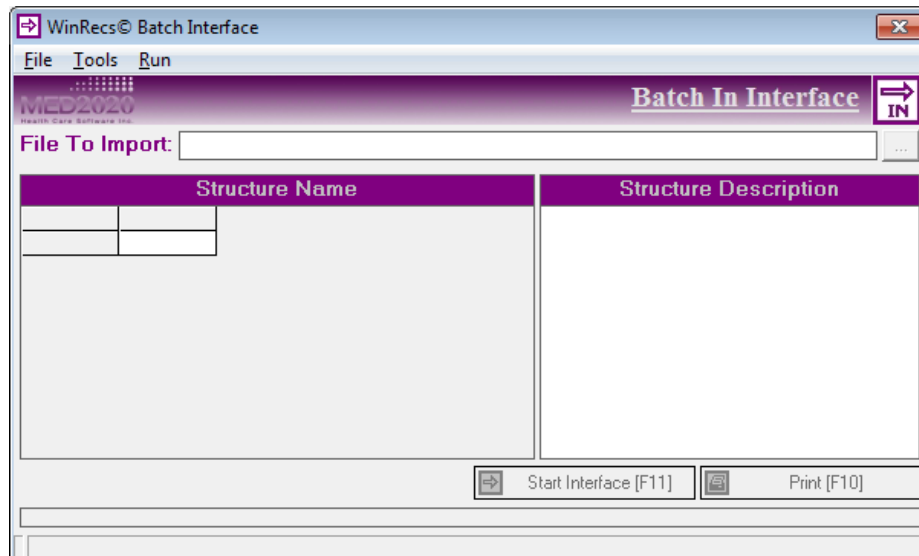 WinRecs© Batch Interface
File Tools Run
MED2020
Health Care Software Inc.
Batch In Interface
IN
File To Import:
...
Structure Name
Structure Description
Start Interface [F11]
Print [F10]